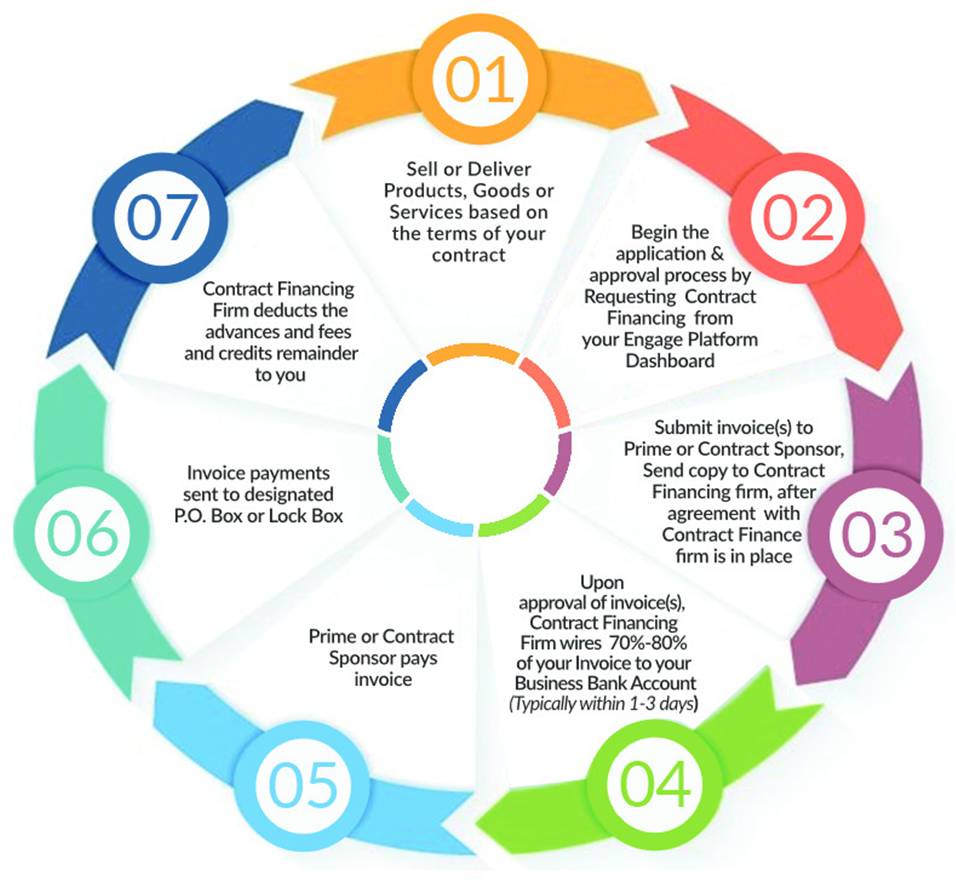 01
Sell or Deliver
Products, Goods or
Services based on
the terms of your
contract
02
Begin the
application &
approval process by
Requesting Contract
Financing from
your Engage Platform
Dashboard
03
Submit invoice(s) to
Prime or Contract Sponsor,
Send copy to Contract
Financing firm, after
agreement with
Contract Finance
firm is in place
04
Upon
approval of invoice(s),
Contract Financing
Firm wires 70%-80%
of your Invoice to your
Business Bank Account
(Typically within 1-3 days)
05
Prime or Contract
Sponsor pays
invoice
06
Invoice payments
sent to designated
P.O. Box or Lock Box
07
Contract Financing
Firm deducts the
advances and fees
and credits remainder
to you